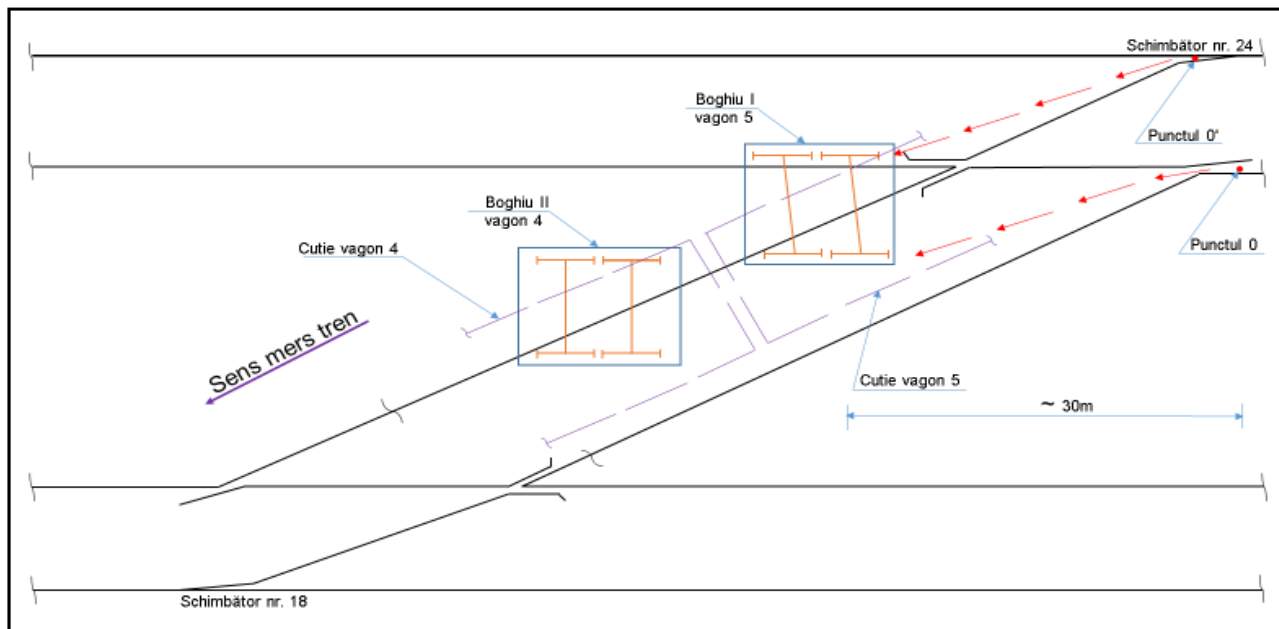 Schimbător nr. 24
Boghiu I
vagon 5
Punctul 0'
Boghiu II
vagon 4
Cutie vagon 4
Punctul 0
Sens mers tren
Cutie vagon 5
~ 30m
Schimbător nr. 18